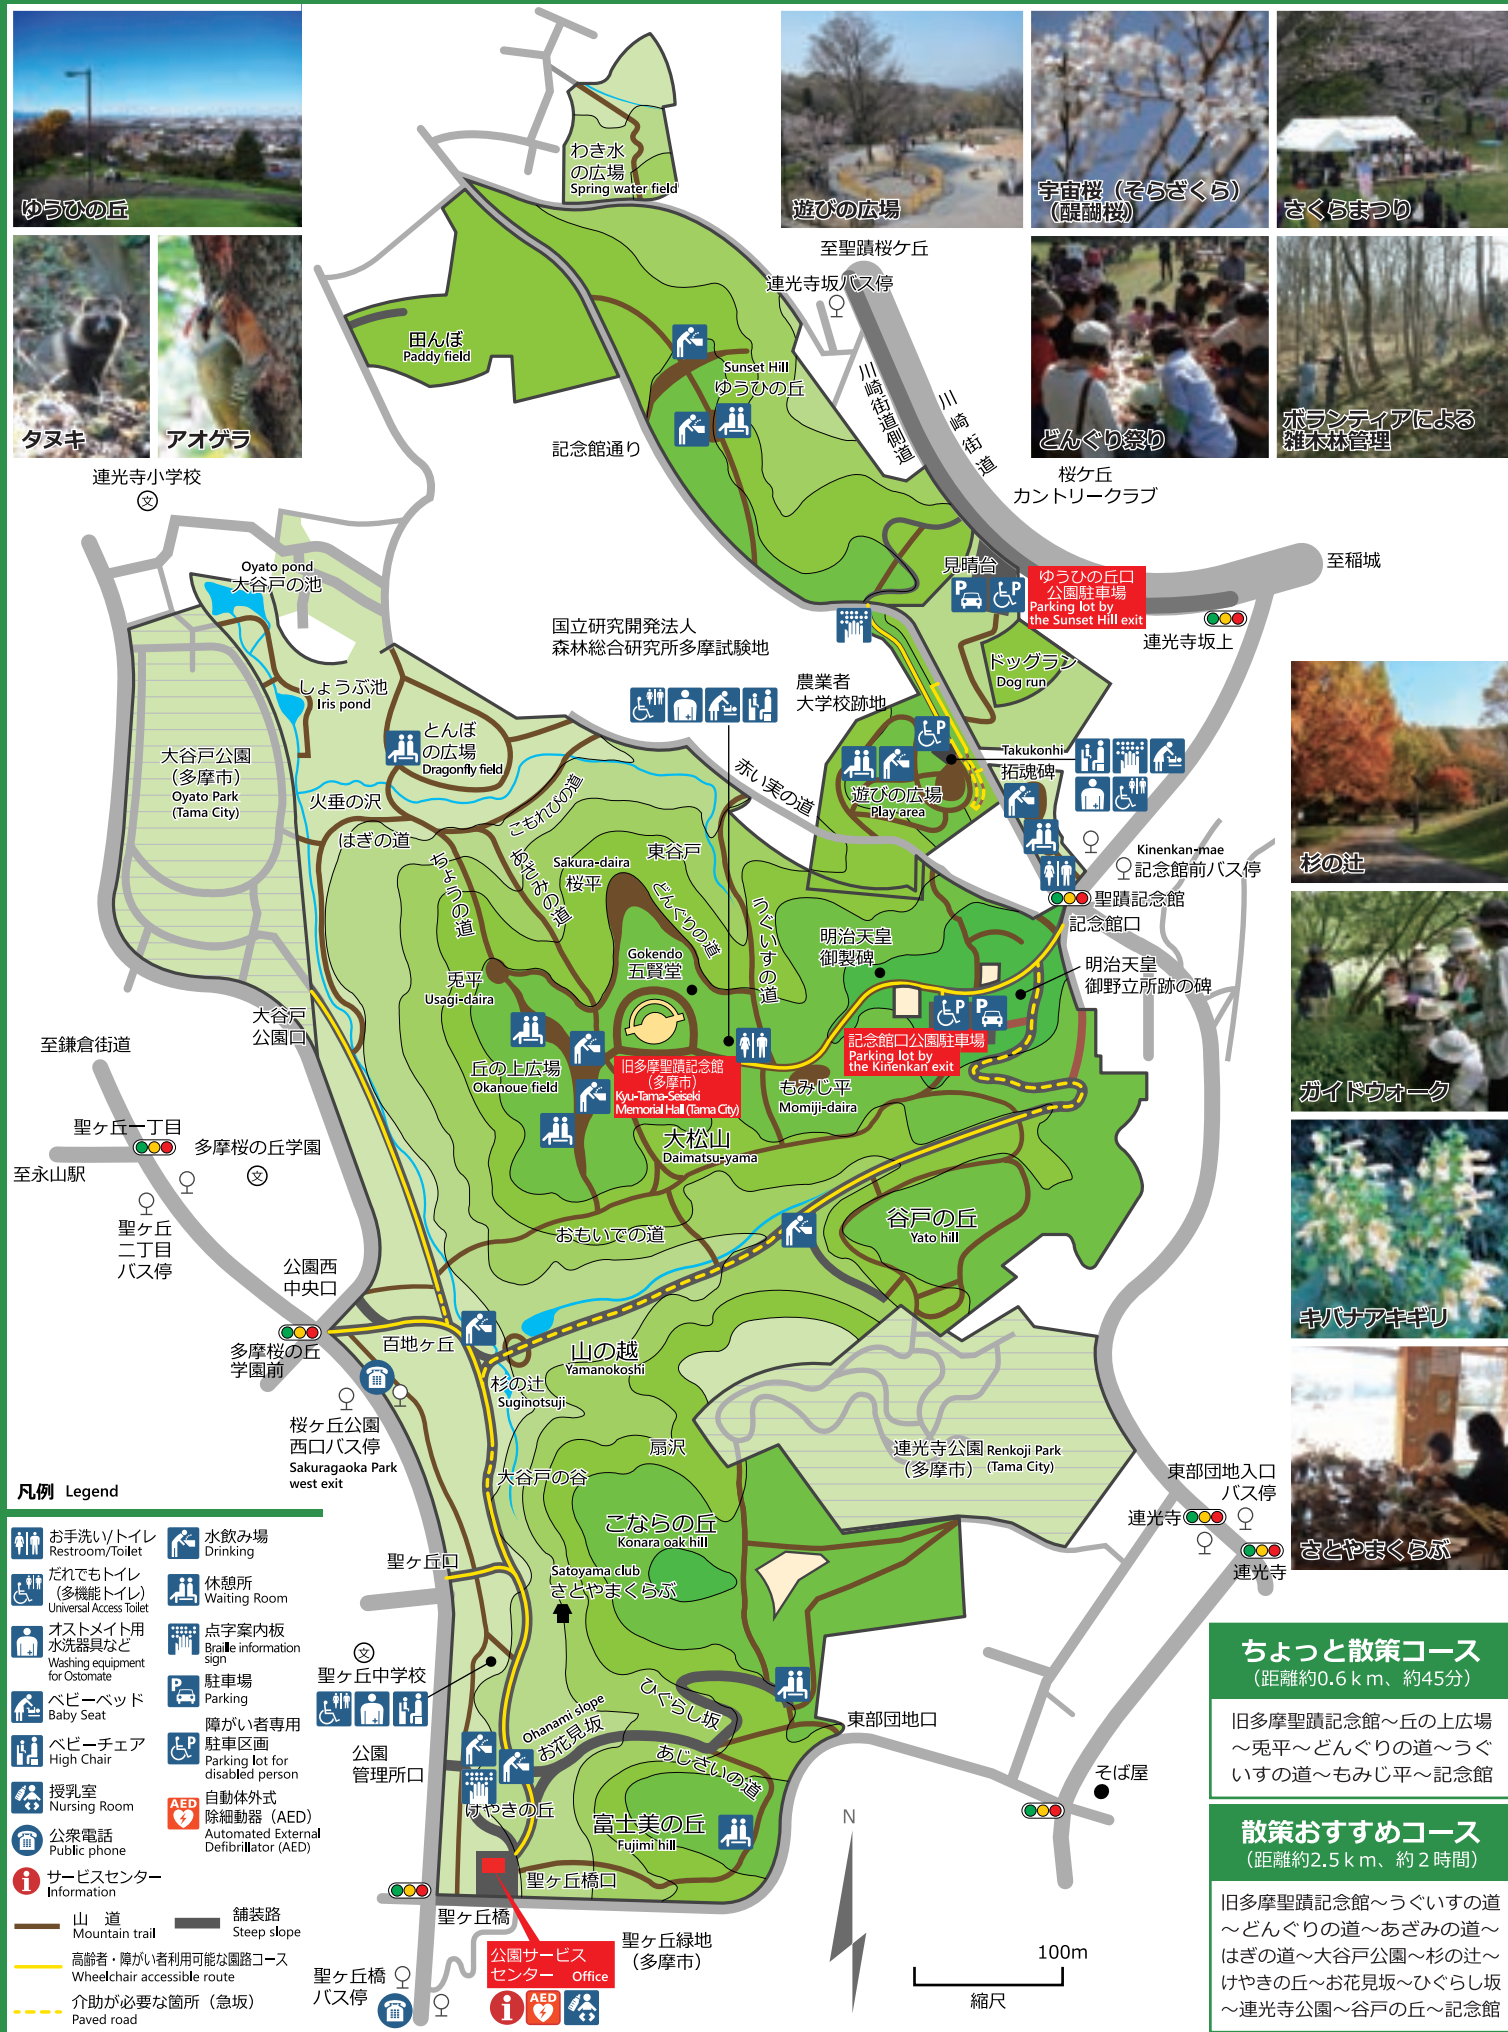 ゆうひの丘
タヌキ
アオゲラ
遊びの広場
宇宙桜（そらざくら）
（醍醐桜）
さくらまつり
どんぐり祭り
ボランティアによる
雑木林管理
わき水
の広場
Spring water field
至聖蹟桜ケ丘
連光寺坂バス停
川崎街道側道
川崎街道
桜ケ丘
カントリークラブ
田んぼ
Paddy field
Sunset Hill
ゆうひの丘
記念館通り
連光寺小学校
文
至稲城
見晴台
P
P
ゆうひの丘口
公園駐車場
Parking lot by
the Sunset Hill exit
連光寺坂上
Oyato pond
大谷戸の池
国立研究開発法人
森林総合研究所多摩試験地
農業者
大学校跡地
ドッグラン
Dog run
しょうぶ池
Iris pond
とんぼ
の広場
Dragonfly field
大谷戸公園
（多摩市）
Oyato Park
(Tama City)
火垂の沢
はぎの道
こもれびの道
赤い実の道
P
Takukonhi
拓魂碑
遊びの広場
Play area
Kinenkan-mae
記念館前バス停
聖蹟記念館
記念館口
杉の辻
ちょうの道
あざみの道
Sakura-daira
桜平
東谷戸
どんぐりの道
うぐいすの道
Gokendo
五賢堂
明治天皇
御製碑
明治天皇
御野立所跡の碑
兎平
Usagi-daira
大谷戸
公園口
至鎌倉街道
丘の上広場
Okanoue field
旧多摩聖蹟記念館
（多摩市）
Kyu-Tama-Seiseki
Memorial Hall (Tama City)
P
P
記念館口公園駐車場
Parking lot by
the Kinenkan exit
もみじ平
Momiji-daira
ガイドウォーク
聖ヶ丘一丁目
多摩桜の丘学園
文
至永山駅
聖ヶ丘
二丁目
バス停
大松山
Daimatsu-yama
おもいでの道
谷戸の丘
Yato hill
公園西
中央口
多摩桜の丘
学園前
百地ヶ丘
山の越
Yamanokoshi
杉の辻
Suginotsuji
キバナアキギリ
桜ヶ丘公園
西口バス停
Sakuragaoka Park
west exit
大谷戸の谷
扇沢
連光寺公園
（多摩市）
Renkoji Park
(Tama City)
東部団地入口
バス停
連光寺
連光寺
さとやまくらぶ
こならの丘
Konara oak hill
聖ヶ丘口
Satoyama club
さとやまくらぶ
文
聖ヶ丘中学校
公園
管理所口
Ohanami slope
お花見坂
ひぐらし坂
あじさいの道
東部団地口
そば屋
けやきの丘
富士美の丘
Fujimi hill
聖ヶ丘橋口
聖ヶ丘橋
聖ヶ丘緑地
（多摩市）
公園サービス
センター Office
i
AED
聖ヶ丘橋
バス停
N
100m
縮尺
凡例 Legend
お手洗い/トイレ
Restroom/Toilet
だれでもトイレ
（多機能トイレ）
Universal Access Toilet
オストメイト用
水洗器具など
Washing equipment
for Ostomate
ベビーベッド
Baby Seat
ベビーチェア
High Chair
授乳室
Nursing Room
公衆電話
Public phone
i
サービスセンター
Information
水飲み場
Drinking
休憩所
Waiting Room
点字案内板
Braille information
sign
P
駐車場
Parking
P
障がい者専用
駐車区画
Parking lot for
disabled person
AED
自動体外式
除細動器（AED）
Automated External
Defibrillator (AED)
山　道
Mountain trail
舗装路
Steep slope
高齢者・障がい者利用可能な園路コース
Wheelchair accessible route
介助が必要な箇所（急坂）
Paved road
ちょっと散策コース
（距離約0.6ｋｍ、約45分）
旧多摩聖蹟記念館～丘の上広場
～兎平～どんぐりの道～うぐ
いすの道～もみじ平～記念館
散策おすすめコース
（距離約2.5ｋｍ、約２時間）
旧多摩聖蹟記念館～うぐいすの道
～どんぐりの道～あざみの道～
はぎの道～大谷戸公園～杉の辻～
けやきの丘～お花見坂～ひぐらし坂
～連光寺公園～谷戸の丘～記念館